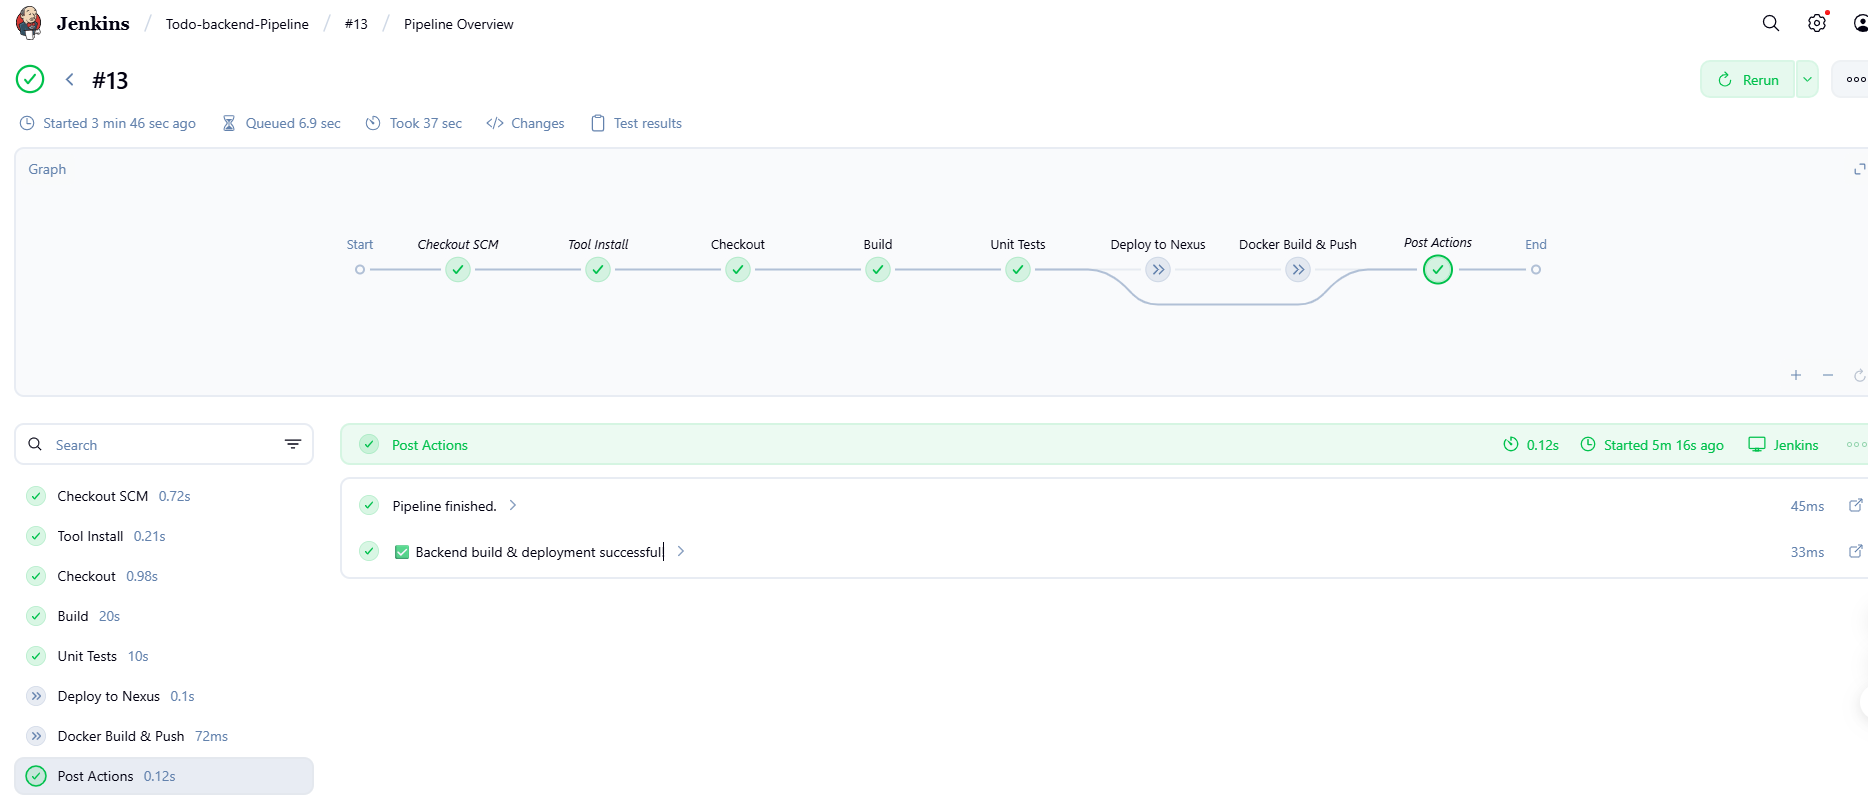 Jenkins / Todo-backend-Pipeline / #13 / Pipeline Overview
#13
Rerun
Started 3 min 46 sec ago Queued 6.9 sec Took 37 sec Changes Test results
Graph
Start Checkout SCM Tool Install Checkout Build Unit Tests Deploy to Nexus Docker Build & Push Post Actions End
Search
Checkout SCM 0.72s
Tool Install 0.21s
Checkout 0.98s
Build 20s
Unit Tests 10s
Deploy to Nexus 0.1s
Docker Build & Push 72ms
Post Actions 0.12s
Post Actions 0.12s Started 5m 16s ago Jenkins
Pipeline finished. 45ms
✅ Backend build & deployment successful! 33ms